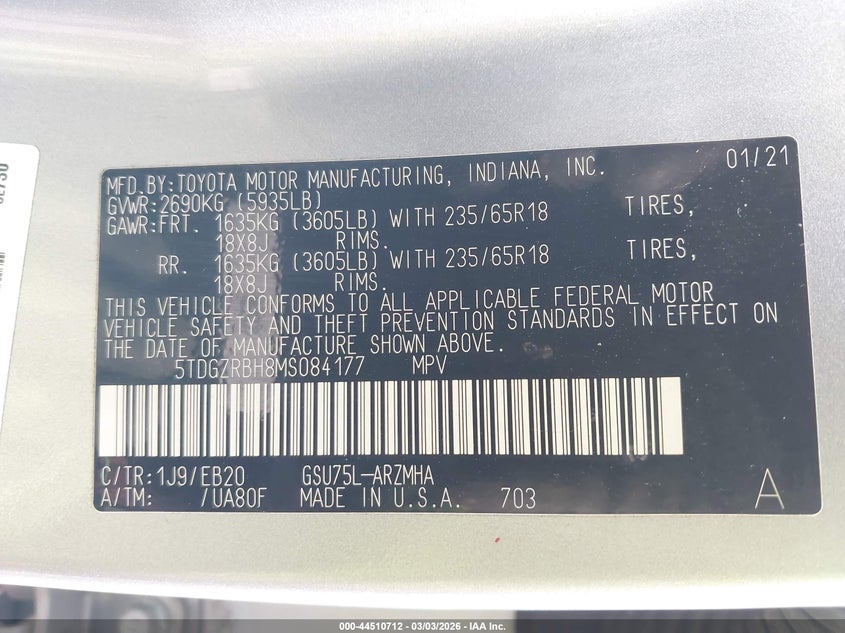 MFD.BY:TOYOTA MOTOR MANUFACTURING, INDIANA, INC. 01/21
GVWR:2690KG (5935LB)
GAWR:FRT. 1635KG (3605LB) WITH 235/65R18 TIRES,
18X8J RIMS.
RR. 1635KG (3605LB) WITH 235/65R18 TIRES,
18X8J RIMS.
THIS VEHICLE CONFORMS TO ALL APPLICABLE FEDERAL MOTOR
VEHICLE SAFETY AND THEFT PREVENTION STANDARDS IN EFFECT ON
THE DATE OF MANUFACTURE SHOWN ABOVE.
5TDGZRBH8MS084177 MPV
C/TR:1J9/EB20 GSU75L-ARZMHA
A/TM: /UA80F MADE IN U.S.A. 703 A
000-44510712 - 03/03/2026 - IAA Inc.